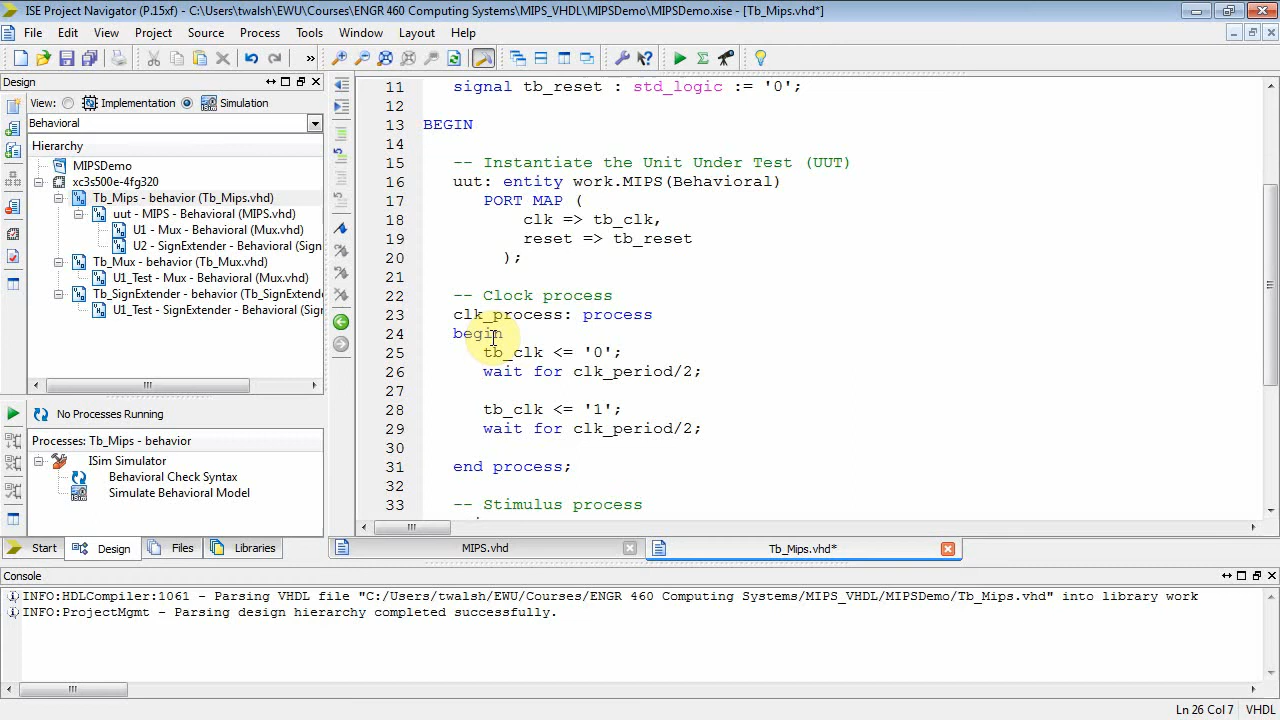 ISE Project Navigator (P.15xf) - C:\Users\twalsh\EWU\Courses\ENGR 460 Computing Systems\MIPS_VHDL\MIPSDemo\MIPSDemo.xise - [Tb_Mips.vhd*]
File Edit View Project Source Process Tools Window Layout Help
Design
View: Implementation Simulation
Behavioral
Hierarchy
MIPSDemo
xc3s500e-4fg320
Tb_Mips - behavior (Tb_Mips.vhd)
uut - MIPS - Behavioral (MIPS.vhd)
U1 - Mux - Behavioral (Mux.vhd)
U2 - SignExtender - Behavioral (Sign
Tb_Mux - behavior (Tb_Mux.vhd)
U1_Test - Mux - Behavioral (Mux.vhd)
Tb_SignExtender - behavior (Tb_SignExtend
U1_Test - SignExtender - Behavioral (Sign
No Processes Running
Processes: Tb_Mips - behavior
ISim Simulator
Behavioral Check Syntax
Simulate Behavioral Model
Start Design Files Libraries
11 signal tb_reset : std_logic := '0';
12
13 BEGIN
14
15 -- Instantiate the Unit Under Test (UUT)
16 uut: entity work.MIPS(Behavioral)
17 PORT MAP (
18 clk => tb_clk,
19 reset => tb_reset
20 );
21
22 -- Clock process
23 clk_process: process
24 begin
25 tb_clk <= '0';
26 wait for clk_period/2;
27
28 tb_clk <= '1';
29 wait for clk_period/2;
30
31 end process;
32
33 -- Stimulus process
MIPS.vhd Tb_Mips.vhd*
Console
INFO:HDLCompiler:1061 - Parsing VHDL file "C:/Users/twalsh/EWU/Courses/ENGR 460 Computing Systems/MIPS_VHDL/MIPSDemo/Tb_Mips.vhd" into library work
INFO:ProjectMgmt - Parsing design hierarchy completed successfully.
Ln 26 Col 7 VHDL